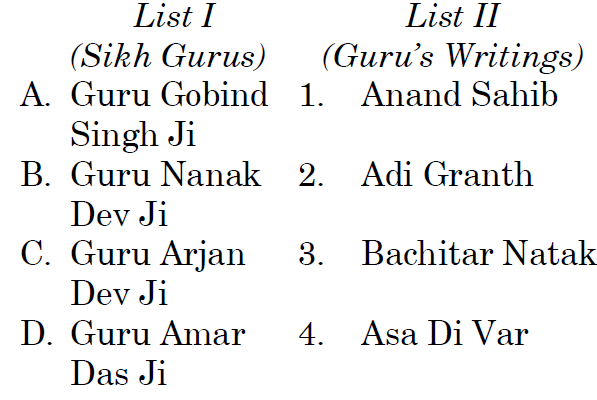 List I List II
(Sikh Gurus) (Guru's Writings)
A. Guru Gobind 1. Anand Sahib
Singh Ji
B. Guru Nanak 2. Adi Granth
Dev Ji
C. Guru Arjan 3. Bachitar Natak
Dev Ji
D. Guru Amar 4. Asa Di Var
Das Ji